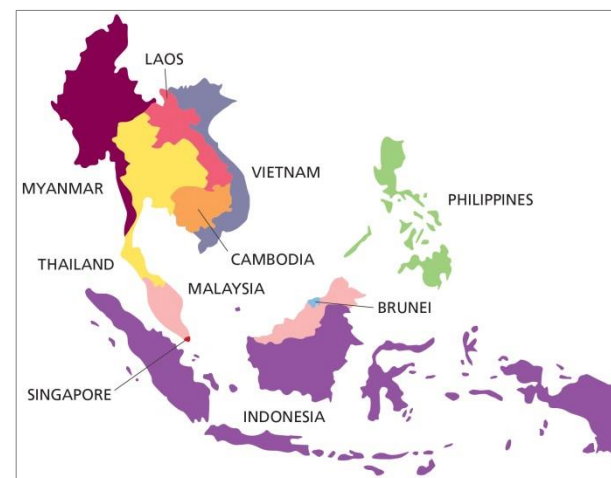 LAOS
VIETNAM
MYANMAR
PHILIPPINES
CAMBODIA
THAILAND
MALAYSIA
BRUNEI
SINGAPORE
INDONESIA